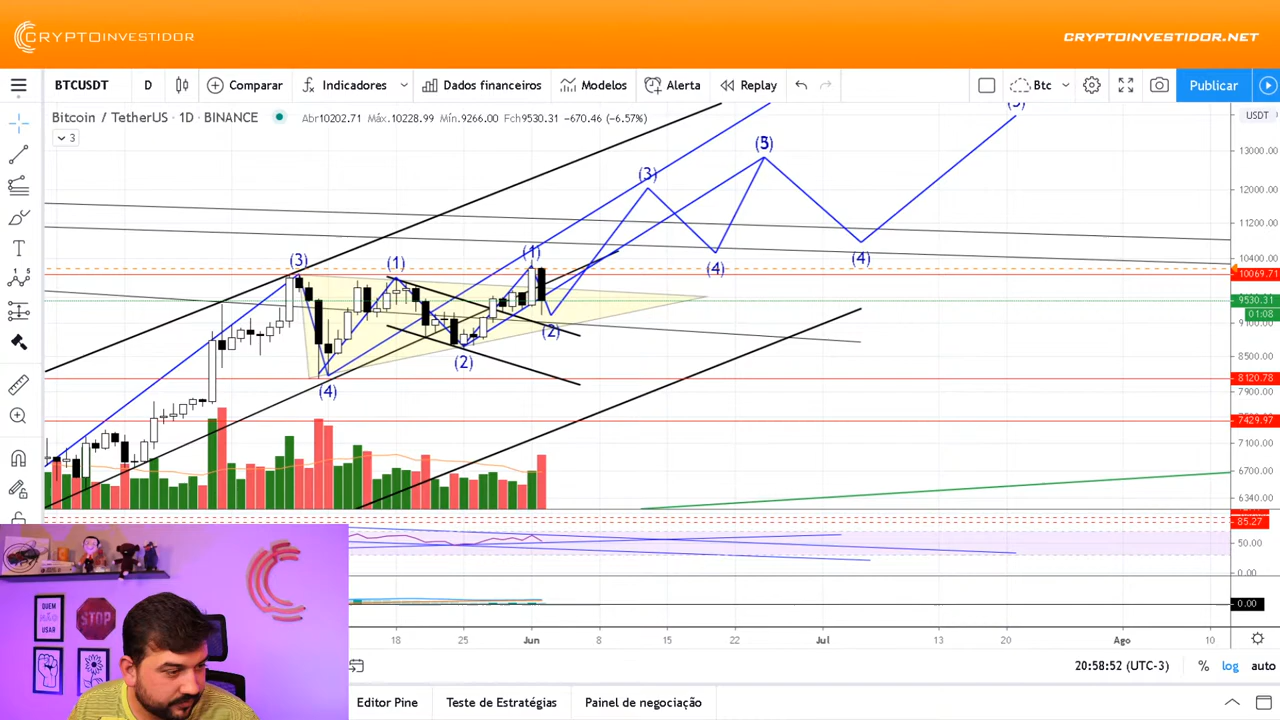 CRYPTOINVESTIDOR
CRYPTOINVESTIDOR.NET
BTCUSDT D Comparar Indicadores Dados financeiros Modelos Alerta Replay Btc Publicar
Bitcoin / TetherUS · 1D · BINANCE Abr10202.71 Máx.10228.99 Mín.9266.00 Fch9530.31 −670.46 (−6.57%)
3
USDT
13000.00
12000.00
11200.00
10400.00
10069.71
9530.31
01:08
9100.00
8500.00
8120.78
7900.00
7429.97
7100.00
6700.00
6340.00
85.27
50.00
0.00
0.00
(3)
(1)
(4)
(2)
(1)
(2)
(3)
(4)
(4)
QUEM
NÃO
USAR
STOP
18 25 Jun 8 15 22 Jul 13 20 Ago 10
20:58:52 (UTC-3) % log auto
Editor Pine Teste de Estratégias Painel de negociação